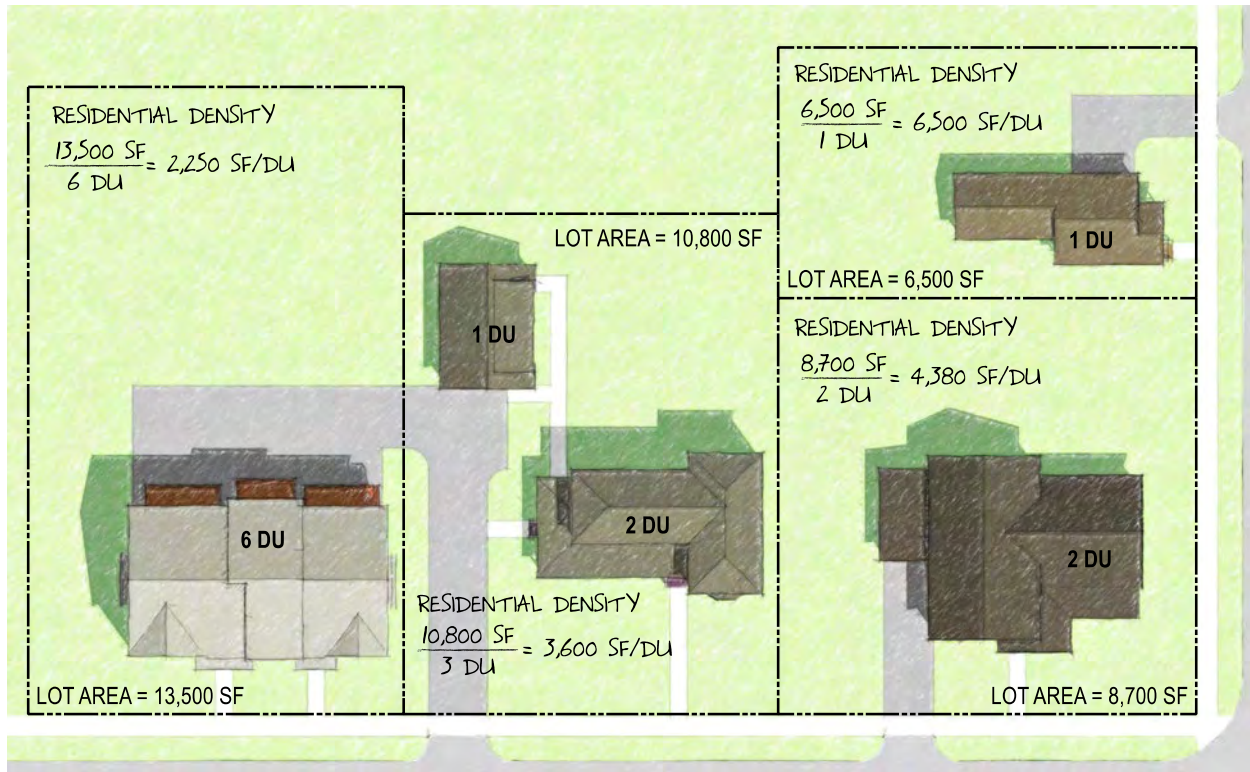 RESIDENTIAL DENSITY
13,500 SF
6 DU
= 2,250 SF/DU
6 DU
LOT AREA = 13,500 SF
LOT AREA = 10,800 SF
1 DU
2 DU
RESIDENTIAL DENSITY
10,800 SF
3 DU
= 3,600 SF/DU
RESIDENTIAL DENSITY
6,500 SF
1 DU
= 6,500 SF/DU
1 DU
LOT AREA = 6,500 SF
RESIDENTIAL DENSITY
8,700 SF
2 DU
= 4,380 SF/DU
2 DU
LOT AREA = 8,700 SF